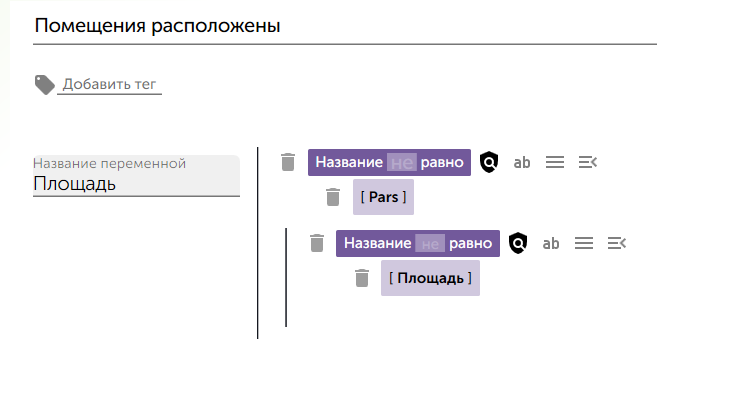 Помещения расположены
Добавить тег
Название переменной
Площадь
Название не равно ab
[ Pars ]
Название не равно ab
[ Площадь ]